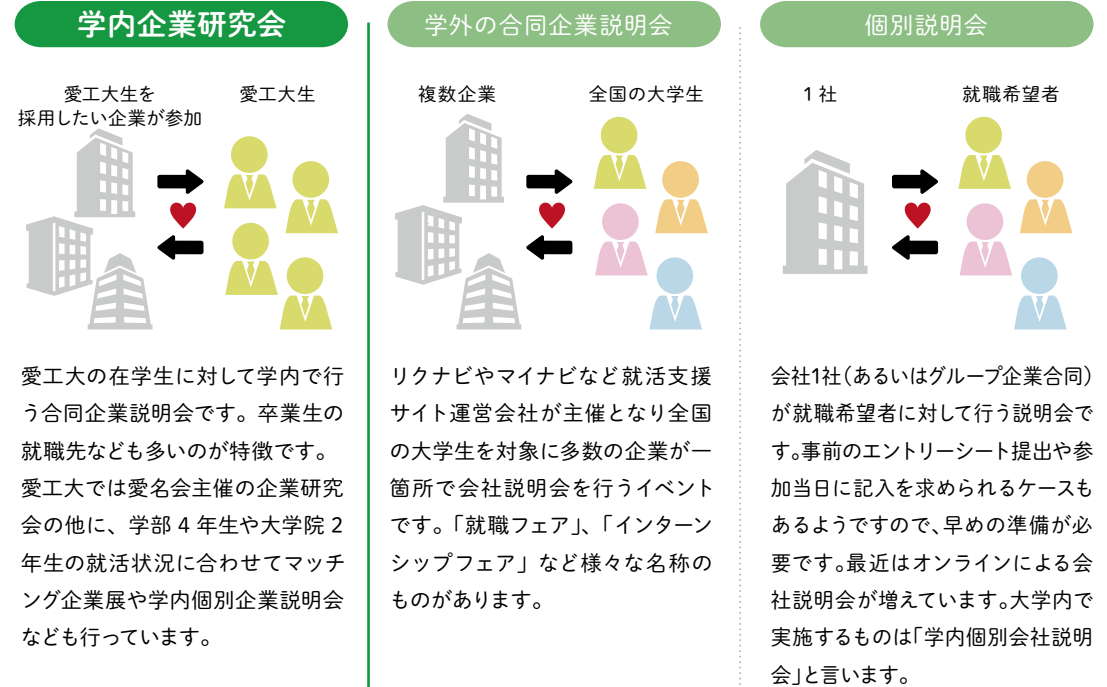 学内企業研究会
愛工大生を
採用したい企業が参加
愛工大生
愛工大の在学生に対して学内で行
う合同企業説明会です。卒業生の
就職先なども多いのが特徴です。
愛工大では愛名会主催の企業研究
会の他に、学部 4 年生や大学院 2
年生の就活状況に合わせてマッチ
ング企業展や学内個別企業説明会
なども行っています。
学外の合同企業説明会
複数企業
全国の大学生
リクナビやマイナビなど就活支援
サイト運営会社が主催となり全国
の大学生を対象に多数の企業が一
箇所で会社説明会を行うイベント
です。「就職フェア」、「インターン
シップフェア」など様々な名称の
ものがあります。
個別説明会
1 社
就職希望者
会社1社(あるいはグループ企業合同)
が就職希望者に対して行う説明会で
す。事前のエントリーシート提出や参
加当日に記入を求められるケースも
あるようですので、早めの準備が必
要です。最近はオンラインによる会
社説明会が増えています。大学内で
実施するものは「学内個別会社説明
会」と言います。